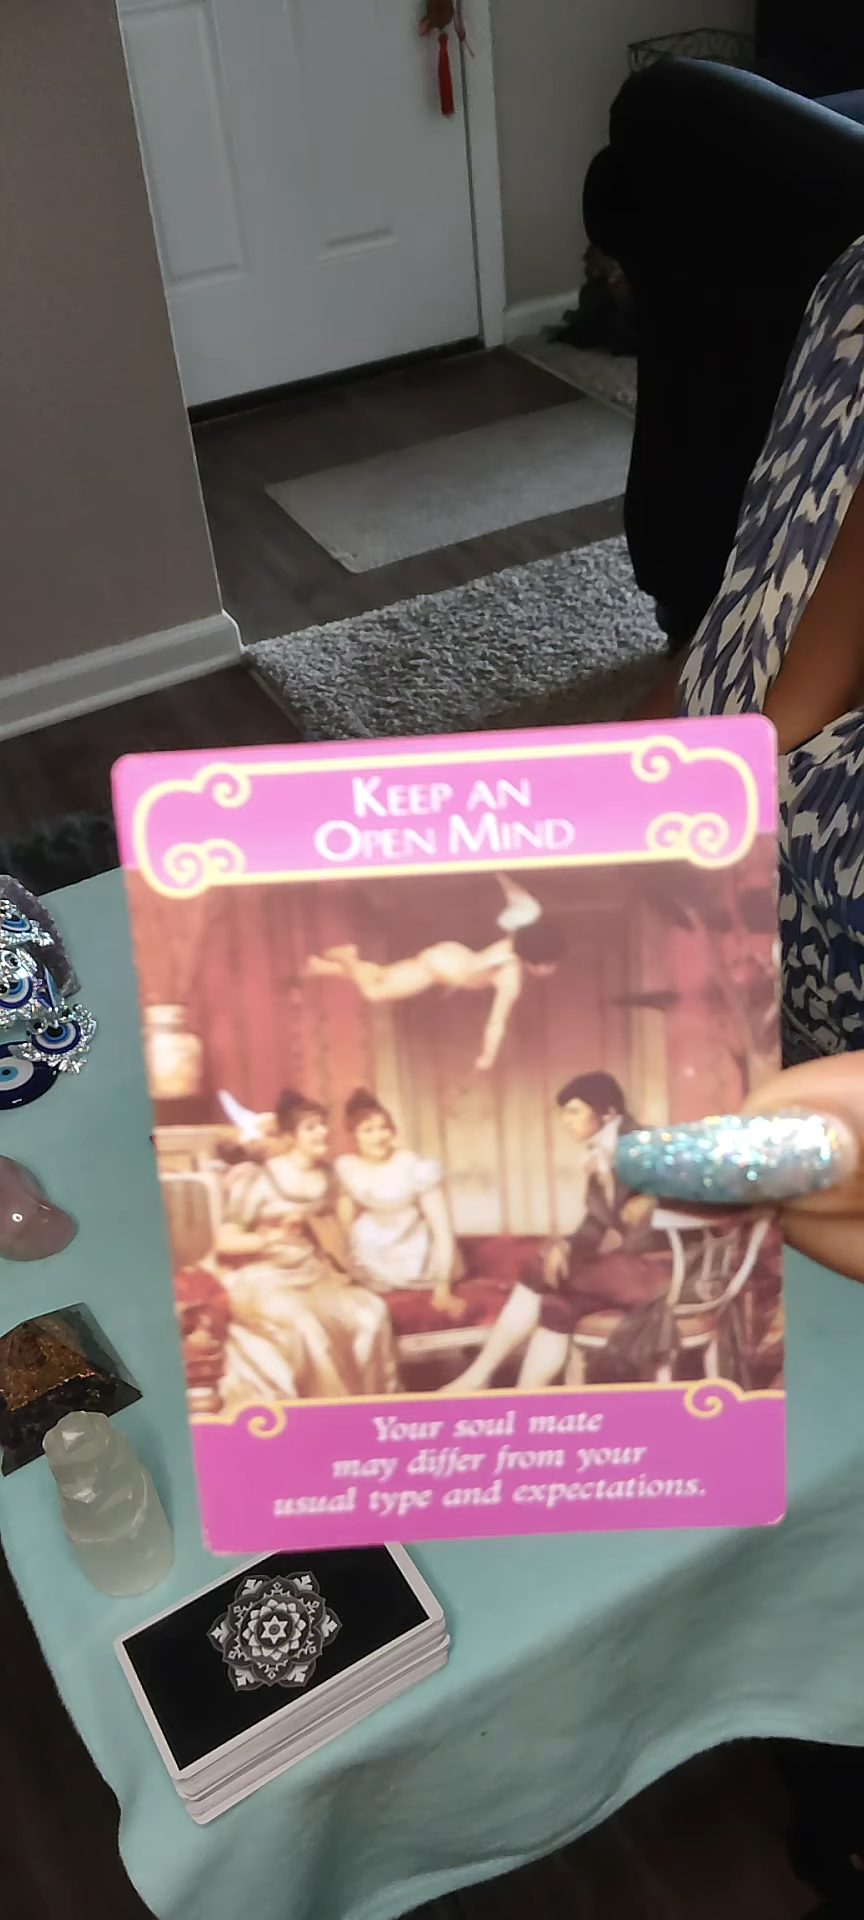 KEEP AN
OPEN MIND
Your soul mate
may differ from your
usual type and expectations.